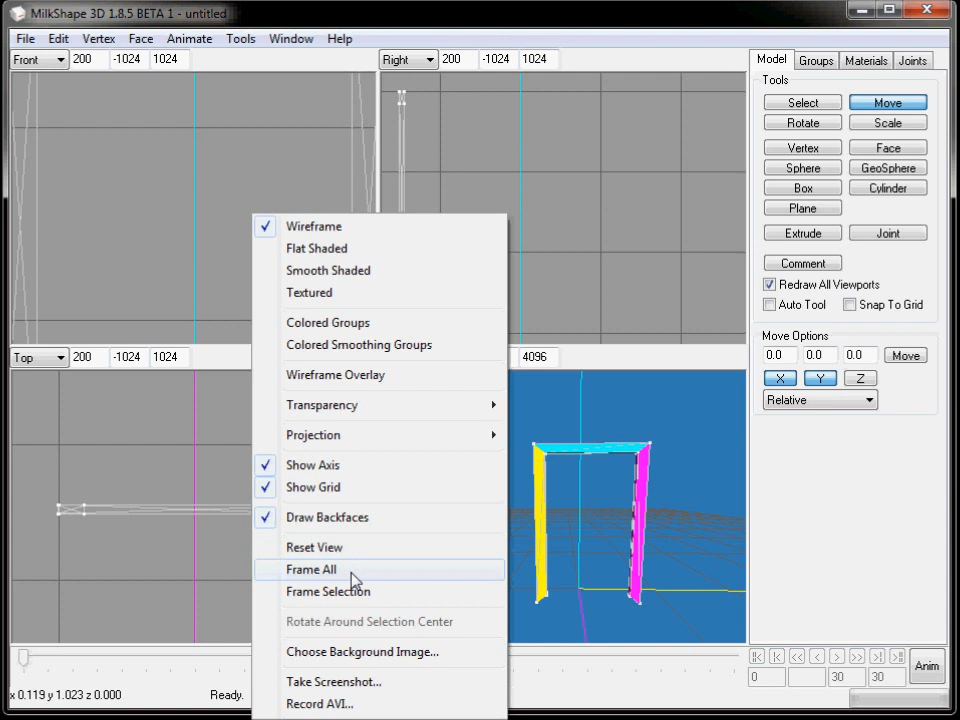 MilkShape 3D 1.8.5 BETA 1 - untitled
File Edit Vertex Face Animate Tools Window Help
Front 200 -1024 1024
Right 200 -1024 1024
Model Groups Materials Joints
Tools
Select Move
Rotate Scale
Vertex Face
Sphere GeoSphere
Box Cylinder
Plane
Extrude Joint
Comment
Redraw All Viewports
Auto Tool Snap To Grid
Move Options
0.0 0.0 0.0 Move
X Y Z
Relative
Wireframe
Flat Shaded
Smooth Shaded
Textured
Colored Groups
Colored Smoothing Groups
Wireframe Overlay
Transparency
Projection
Show Axis
Show Grid
Draw Backfaces
Reset View
Frame All
Frame Selection
Rotate Around Selection Center
Choose Background Image...
Take Screenshot...
Record AVI...
Top 200 -1024 1024
4096
0 30 30
Anim
x 0.119 y 1.023 z 0.000 Ready.